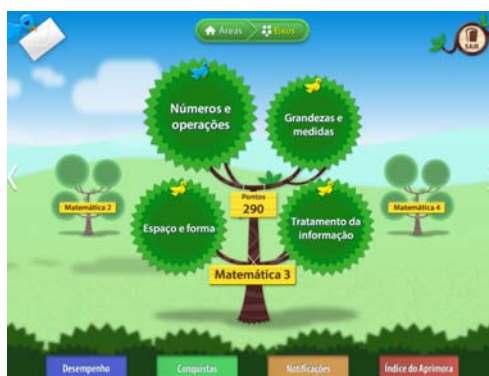 Áreas
Eixos
SAIR
Números e
operações
Grandezas e
medidas
Pontos
290
Matemática 2
Matemática 4
Espaço e forma
Tratamento da
informação
Matemática 3
Desempenho
Conquistas
Notificações
Índice do Aprimora